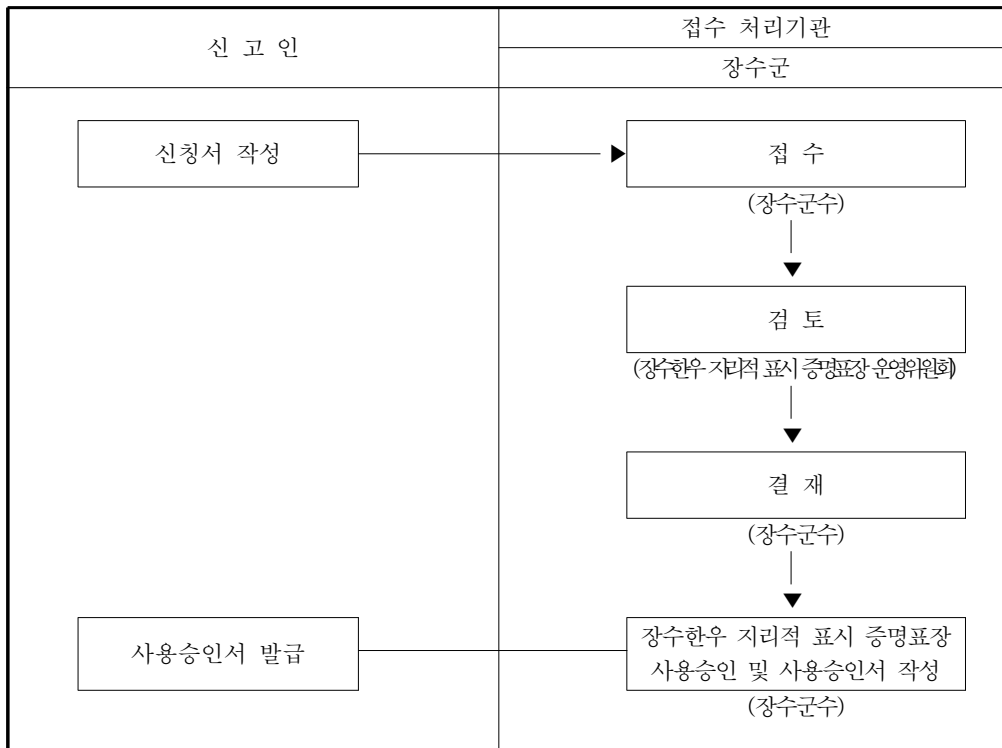 신 고 인
접수 처리기관
장수군
신칭서 작성
접 수
(장수군수)
검 토
(장수한우 지리적 표시 증명표장 운영위원회)
결 재
(장수군수)
사용승인서 발급
장수한우 지리적 표시 증명표장
사용승인 및 사용승인서 작성
(장수군수)